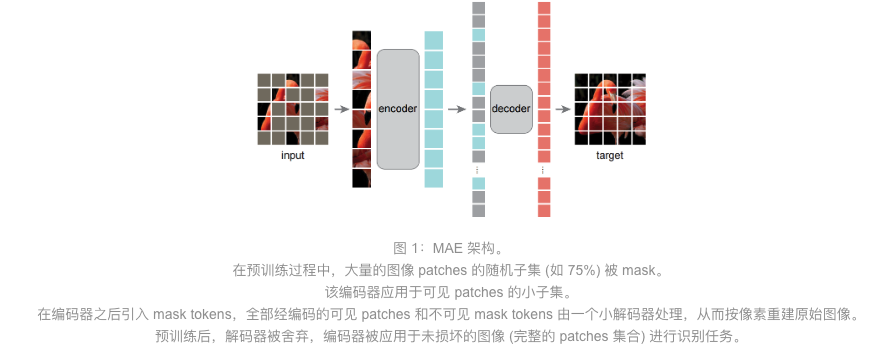 encoder
decoder
input
target
图 1：MAE 架构。
在预训练过程中，大量的图像 patches 的随机子集 (如 75%) 被 mask。
该编码器应用于可见 patches 的小子集。
在编码器之后引入 mask tokens，全部经编码的可见 patches 和不可见 mask tokens 由一个小解码器处理，从而按像素重建原始图像。
预训练后，解码器被舍弃，编码器被应用于未损坏的图像 (完整的 patches 集合) 进行识别任务。